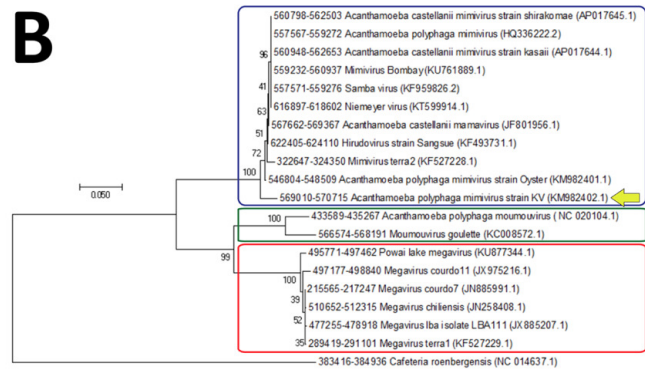 B
560798-562503 Acanthamoeba castellanii mimivirus strain shirakomae (AP017645.1)
557567-559272 Acanthamoeba polyphaga mimivirus (HQ336222.2)
560948-562653 Acanthamoeba castellanii mimivirus strain kasaii (AP017644.1)
96
559232-560937 Mimivirus Bombay (KU761889.1)
41
557571-559276 Samba virus (KF959826.2)
63
616897-618602 Niemeyer virus (KT599914.1)
567662-569367 Acanthamoeba castellanii mamavirus (JF801956.1)
51
622405-624110 Hirudovirus strain Sangsue (KF493731.1)
72
322647-324350 Mimivirus terra2 (KF527228.1)
100
546804-548509 Acanthamoeba polyphaga mimivirus strain Oyster (KM982401.1)
0.050
569010-570715 Acanthamoeba polyphaga mimivirus strain KV (KM982402.1)
433589-435267 Acanthamoeba polyphaga moumouvirus ( NC 020104.1)
100
566574-568191 Moumouvirus goulette (KC008572.1)
99
495771-497462 Powai lake megavirus (KU877344.1)
497177-498840 Megavirus courdo11 (JX975216.1)
100
215565-217247 Megavirus courdo7 (JN885991.1)
39
510652-512315 Megavirus chiliensis (JN258408.1)
52
477255-478918 Megavirus lba isolate LBA111 (JX885207.1)
35
289419-291101 Megavirus terra1 (KF527229.1)
383416-384936 Cafeteria roenbergensis (NC 014637.1)